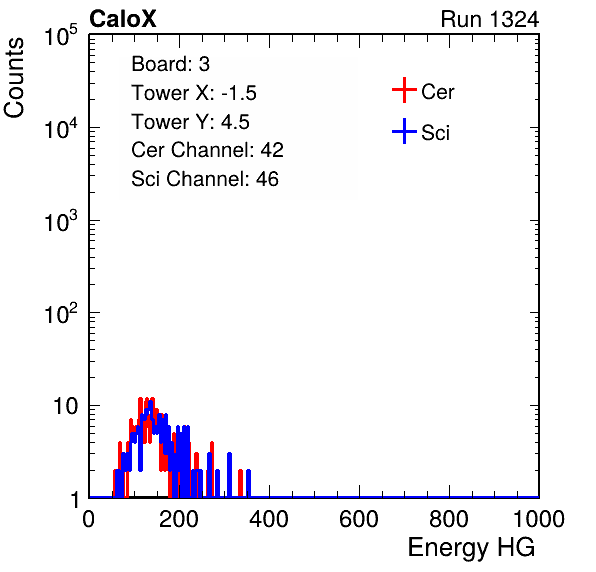 CaloX Run 1324
Counts
Board: 3
Tower X: -1.5
Tower Y: 4.5
Cer Channel: 42
Sci Channel: 46
Cer
Sci
10^5
10^4
10^3
10^2
10
1
0 200 400 600 800 1000
Energy HG